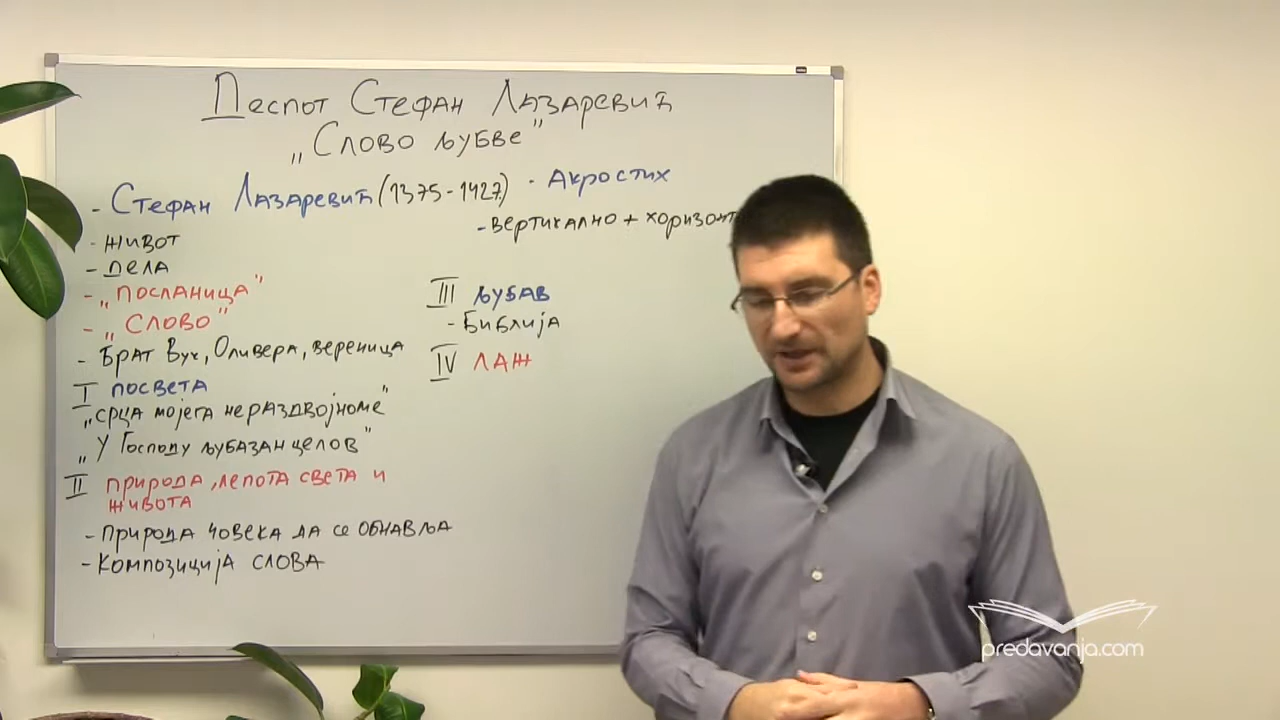 Деспот Стефан Лазаревић
„Слово љубве"
- Стефан Лазаревић (1375-1427.)
- живот
- дела
- „Посланица"
- „Слово"
- Брат Вук, Оливера, вереница
I посвета
„срца мојега нераздвојноме"
„У Господу љубазан целов"
II природа, лепота света и
живота
- природа човека да се обнавља
- композиција слова
· Акростих
- вертикално +
III љубав
- Библија
IV лаж
predavanja.com